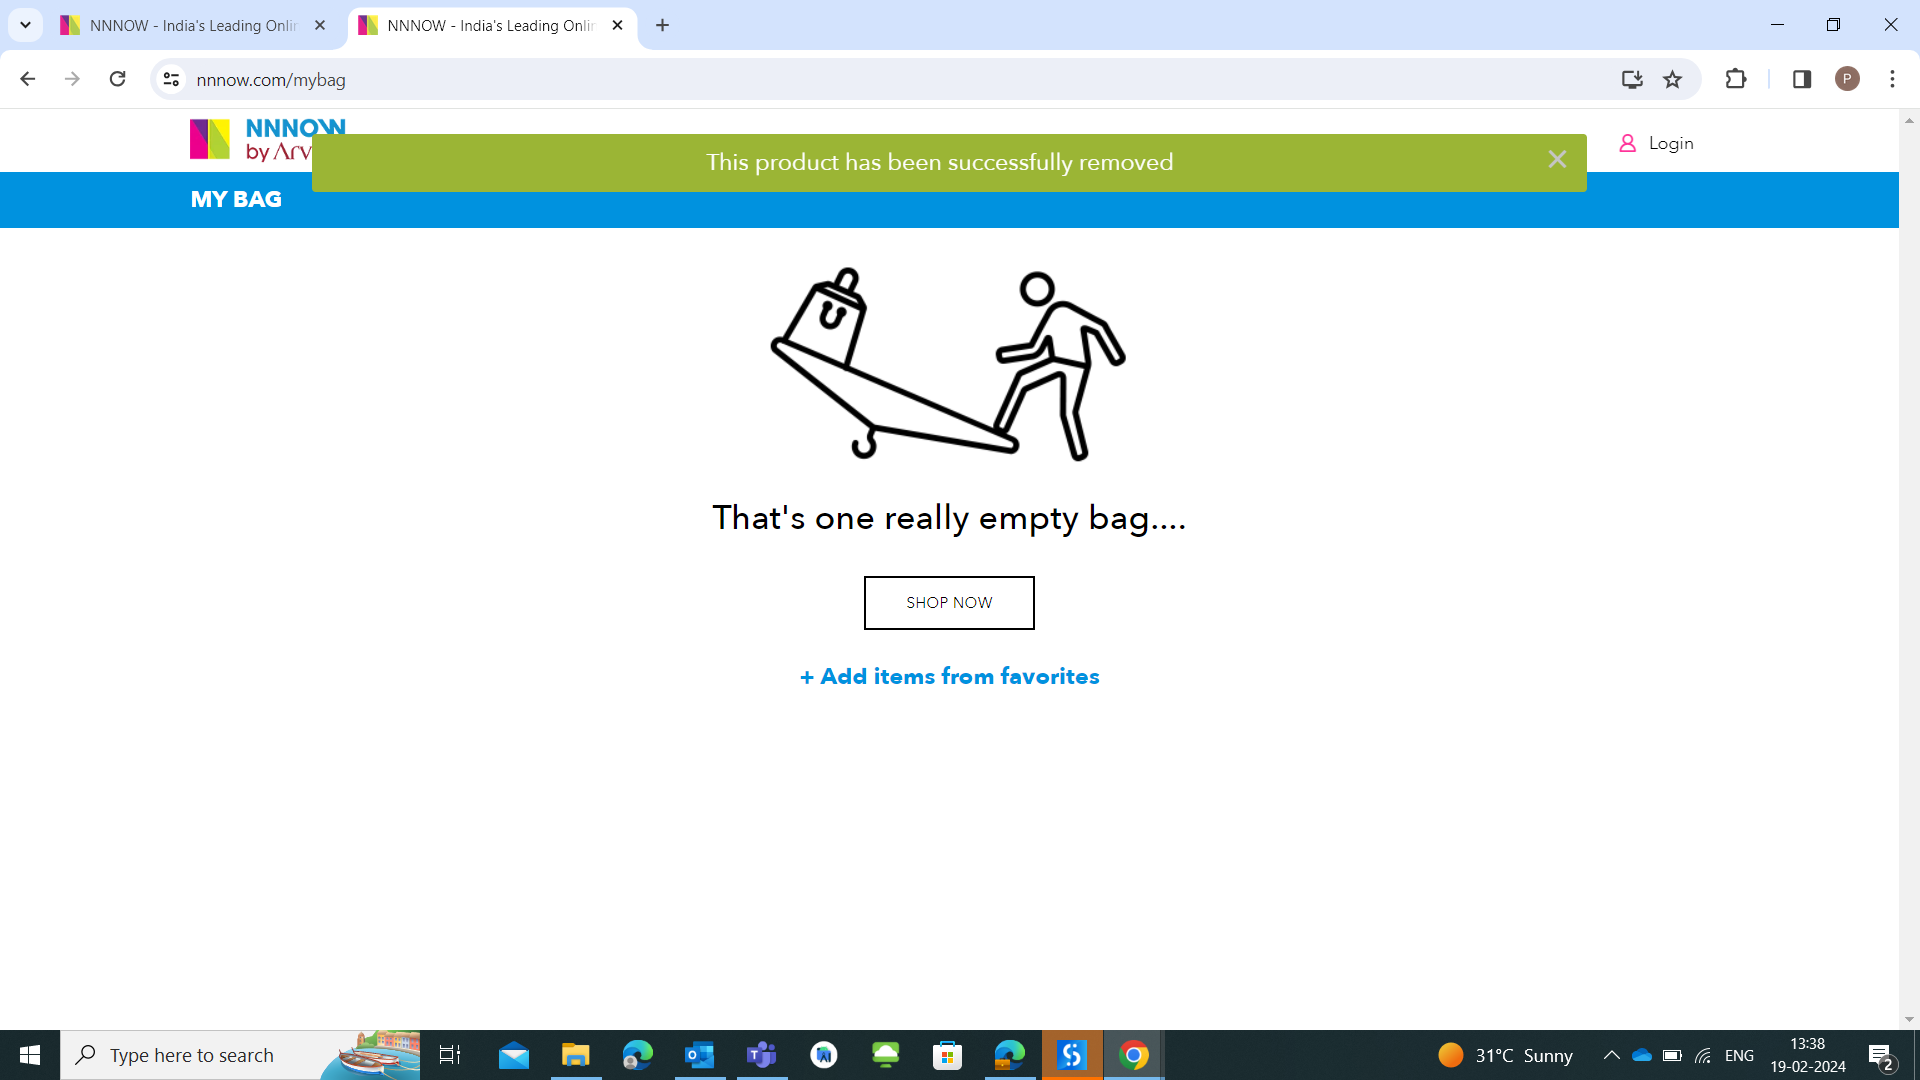 NNNOW - India's Leading Onli
NNNOW - India's Leading Onli
nnnow.com/mybag
P
NNNOW
by Arv
This product has been successfully removed
Login
MY BAG
That's one really empty bag....
SHOP NOW
+ Add items from favorites
Type here to search
31°C Sunny
ENG
13:38
19-02-2024
2